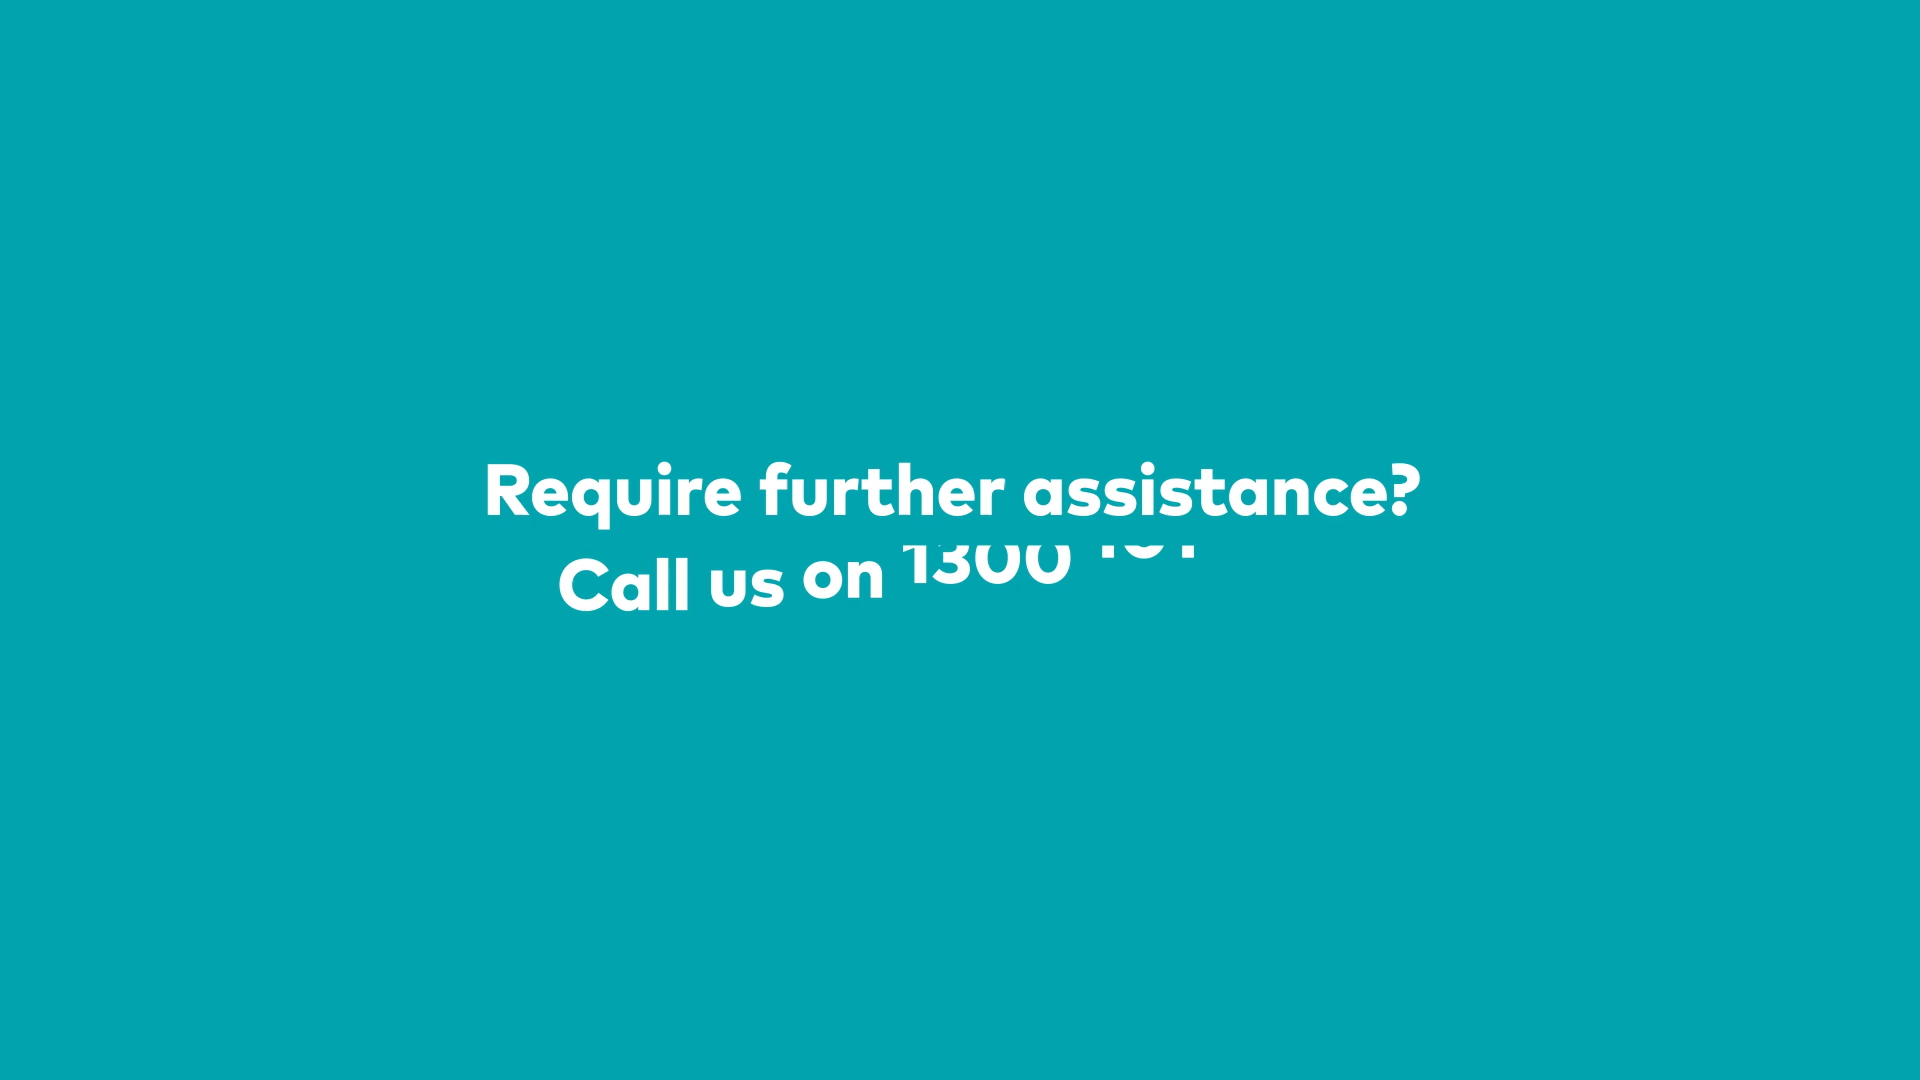 Require further assistance?
Call us on 1300